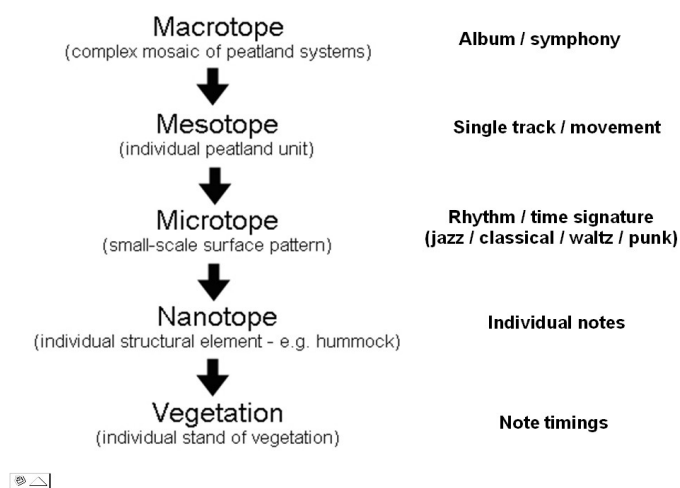 Macrotope
(complex mosaic of peatland systems)
Album / symphony
Mesotope
(individual peatland unit)
Single track / movement
Microtope
(small-scale surface pattern)
Rhythm / time signature
(jazz / classical / waltz / punk)
Nanotope
(individual structural element - e.g. hummock)
Individual notes
Vegetation
(individual stand of vegetation)
Note timings